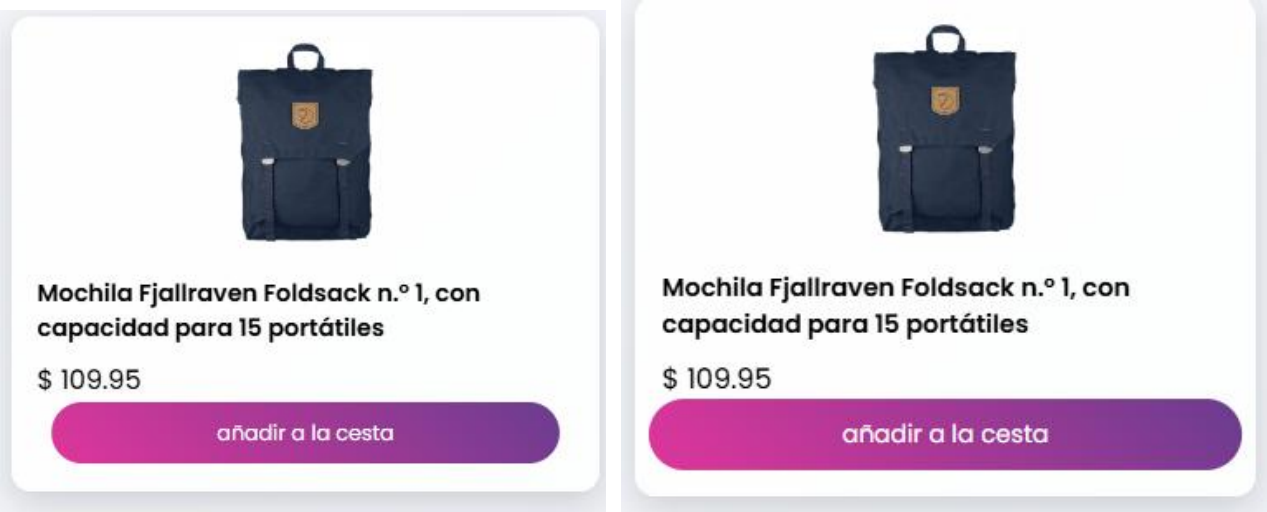 Mochila Fjallraven Foldsack n.º 1, con
capacidad para 15 portátiles
$ 109.95
añadir a la cesta
Mochila Fjallraven Foldsack n.º 1, con
capacidad para 15 portátiles
$ 109.95
añadir a la cesta